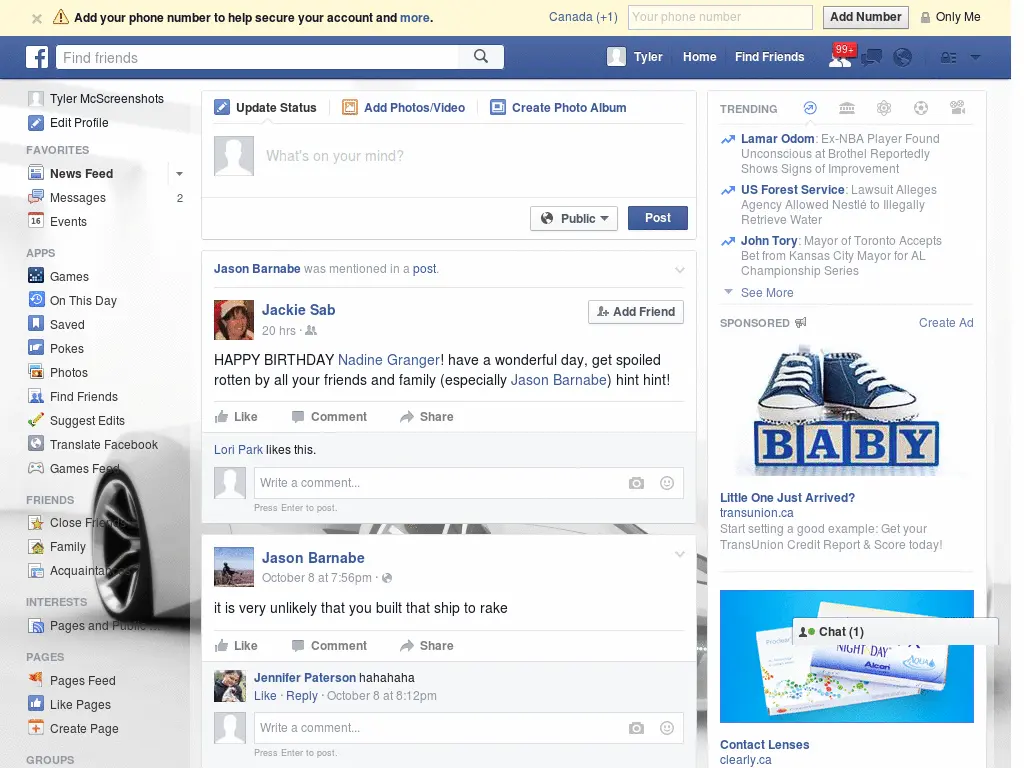 Add your phone number to help secure your account and more.
Canada (+1)
Your phone number
Add Number
Only Me
f
Find friends
Tyler
Home
Find Friends
99+
Tyler McScreenshots
Edit Profile
FAVORITES
News Feed
Messages
2
16
Events
APPS
Games
On This Day
Saved
Pokes
Photos
Find Friends
Suggest Edits
Translate Facebook
Games Feed
FRIENDS
Close Friends
Family
INTERESTS
Pages and Public ...
PAGES
Pages Feed
Like Pages
Create Page
GROUPS
Update Status
Add Photos/Video
Create Photo Album
What's on your mind?
Public
Post
Jason Barnabe was mentioned in a post.
Jackie Sab
20 hrs ·
Add Friend
HAPPY BIRTHDAY Nadine Granger! have a wonderful day, get spoiled
rotten by all your friends and family (especially Jason Barnabe) hint hint!
Like
Comment
Share
Lori Park likes this.
Write a comment...
Press Enter to post.
Jason Barnabe
October 8 at 7:56pm ·
it is very unlikely that you built that ship to rake
Like
Comment
Share
Jennifer Paterson hahahaha
Like · Reply · October 8 at 8:12pm
Write a comment...
Press Enter to post.
TRENDING
Lamar Odom: Ex-NBA Player Found
Unconscious at Brothel Reportedly
Shows Signs of Improvement
US Forest Service: Lawsuit Alleges
Agency Allowed Nestlé to Illegally
Retrieve Water
John Tory: Mayor of Toronto Accepts
Bet from Kansas City Mayor for AL
Championship Series
See More
SPONSORED
Create Ad
BABY
Little One Just Arrived?
transunion.ca
Start setting a good example: Get your
TransUnion Credit Report & Score today!
Chat (1)
NIGHT DAY
AQUA
Alcon
Contact Lenses
clearly.ca